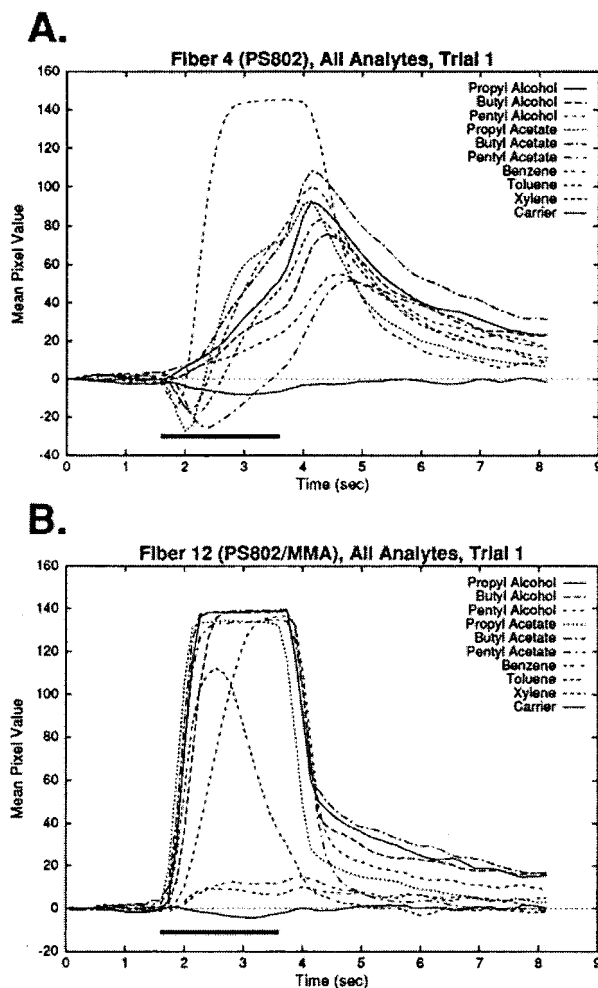 A.
Fiber 4 (PS802), All Analytes, Trial 1
160
140
120
100
80
60
40
20
0
-20
-40
Mean Pixel Value
Propyl Alcohol
Butyl Alcohol
Pentyl Alcohol
Propyl Acetate
Butyl Acetate
Pentyl Acetate
Benzene
Toluene
Xylene
Carrier
0 1 2 3 4 5 6 7 8 9
Time (sec)
B.
Fiber 12 (PS802/MMA), All Analytes, Trial 1
160
140
120
100
80
60
40
20
0
-20
Mean Pixel Value
Propyl Alcohol
Butyl Alcohol
Pentyl Alcohol
Propyl Acetate
Butyl Acetate
Pentyl Acetate
Benzene
Toluene
Xylene
Carrier
0 1 2 3 4 5 6 7 8 9
Time (sec)